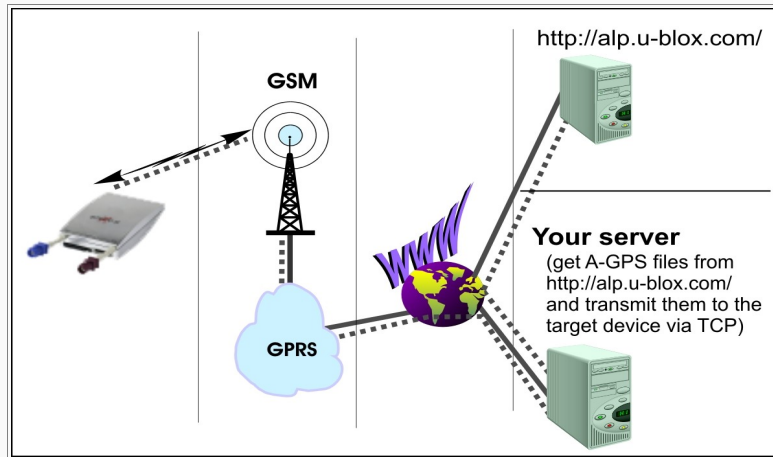 http://alp.u-blox.com/
GSM
WWW
Your server
(get A-GPS files from
http://alp.u-blox.com/
and transmit them to the
target device via TCP)
GPRS